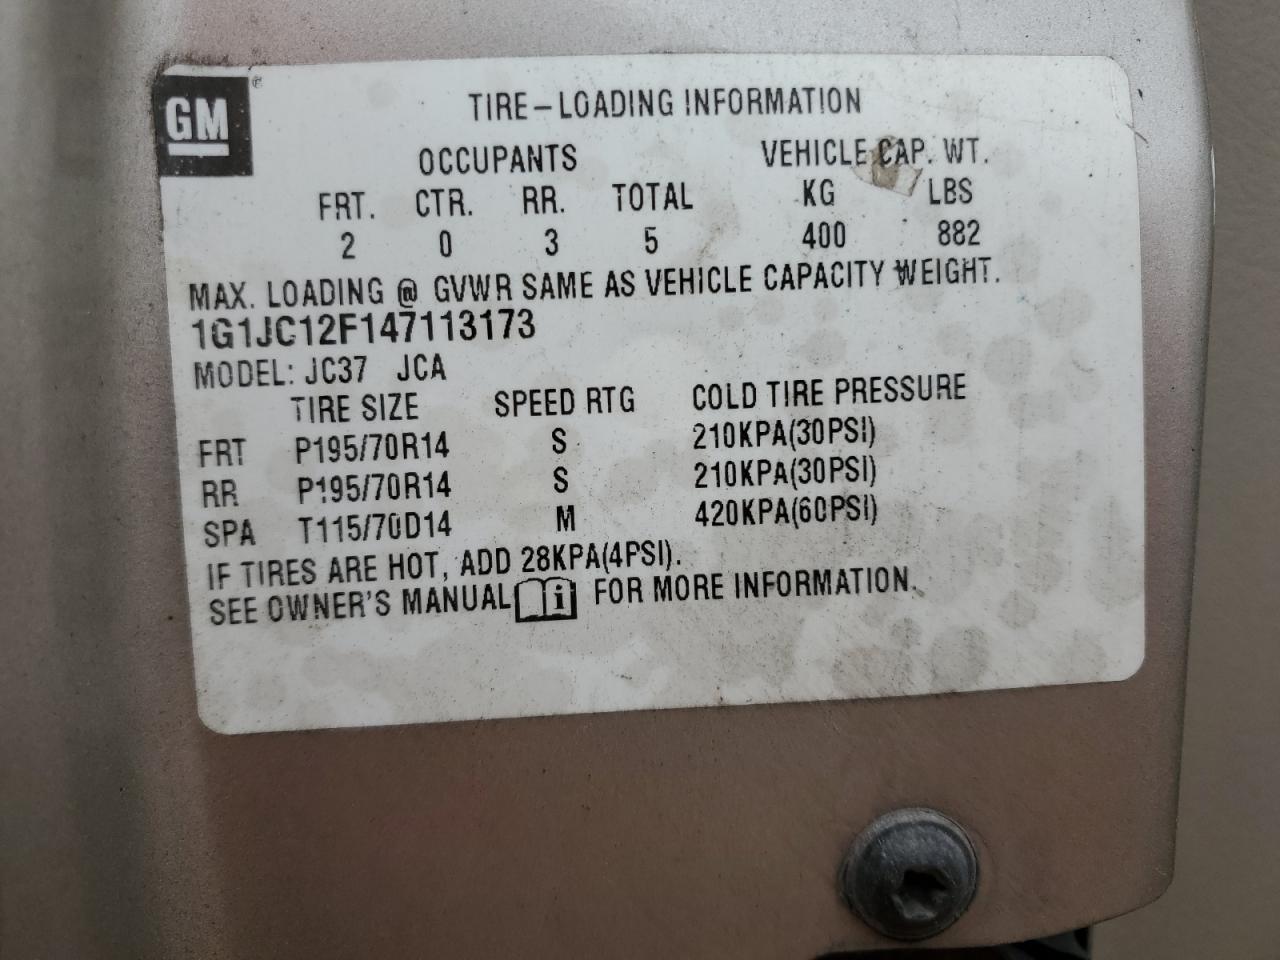 GM®
TIRE-LOADING INFORMATION
OCCUPANTS VEHICLE CAP. WT.
FRT. CTR. RR. TOTAL KG LBS
2 0 3 5 400 882
MAX. LOADING @ GVWR SAME AS VEHICLE CAPACITY WEIGHT.
1G1JC12F147113173
MODEL: JC37 JCA
TIRE SIZE SPEED RTG COLD TIRE PRESSURE
FRT P195/70R14 S 210KPA(30PSI)
RR P195/70R14 S 210KPA(30PSI)
SPA T115/70D14 M 420KPA(60PSI)
IF TIRES ARE HOT, ADD 28KPA(4PSI).
SEE OWNER'S MANUAL i FOR MORE INFORMATION.